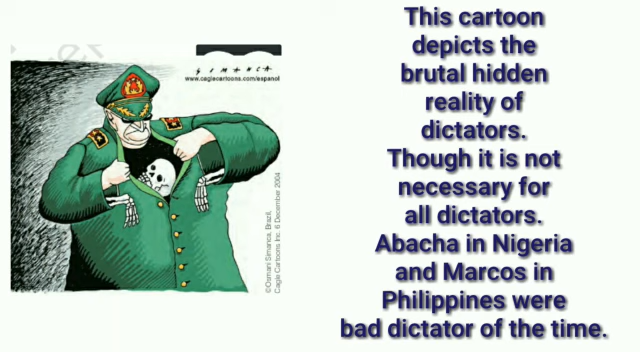 SIMANCA
www.caglecartoons.com/espanol
©Osmani Simanca, Brazil,
Cagle Cartoons Inc. 6 December 2004
This cartoon
depicts the
brutal hidden
reality of
dictators.
Though it is not
necessary for
all dictators.
Abacha in Nigeria
and Marcos in
Philippines were
bad dictator of the time.